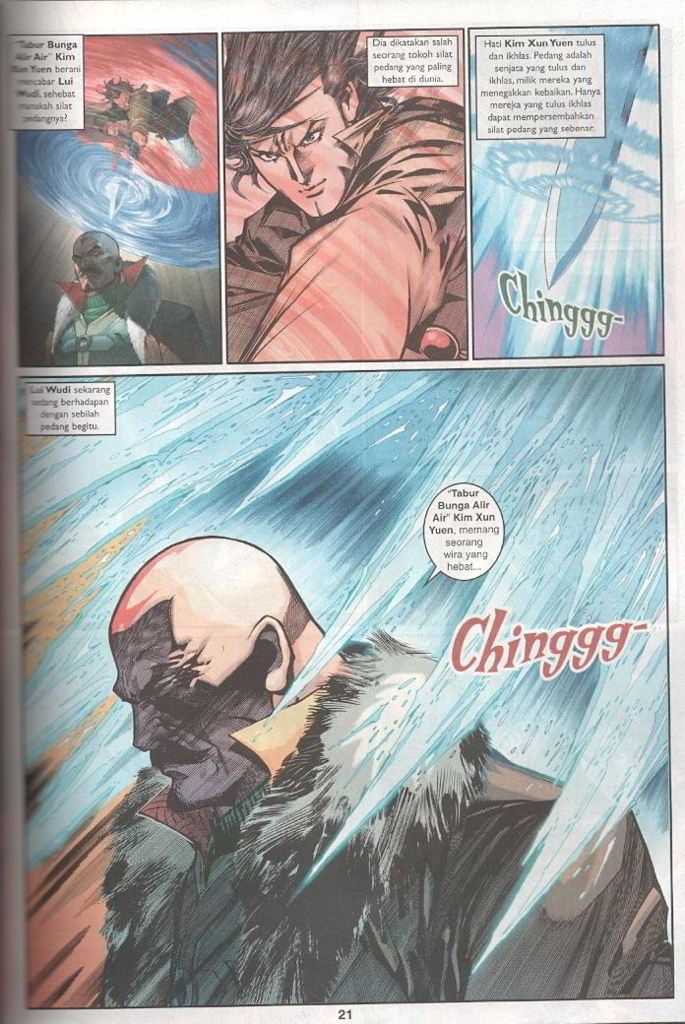 "Tabur Bunga
Alir Air" Kim
Xun Yuen berani
mencabar Lui
Wudi, sehebat
manakah silat
pedangnya?
Dia dikatakan salah
seorang tokoh silat
pedang yang paling
hebat di dunia.
Hati Kim Xun Yuen tulus
dan ikhlas. Pedang adalah
senjata yang tulus dan
ikhlas, milik mereka yang
menegakkan kebaikan. Hanya
mereka yang tulus ikhlas
dapat mempersembahkan
silat pedang yang sebenar.
Chinggg-
Lui Wudi sekarang
sedang berhadapan
dengan sebilah
pedang begitu.
"Tabur
Bunga Alir
Air" Kim Xun
Yuen, memang
seorang
wira yang
hebat...
Chinggg-
21